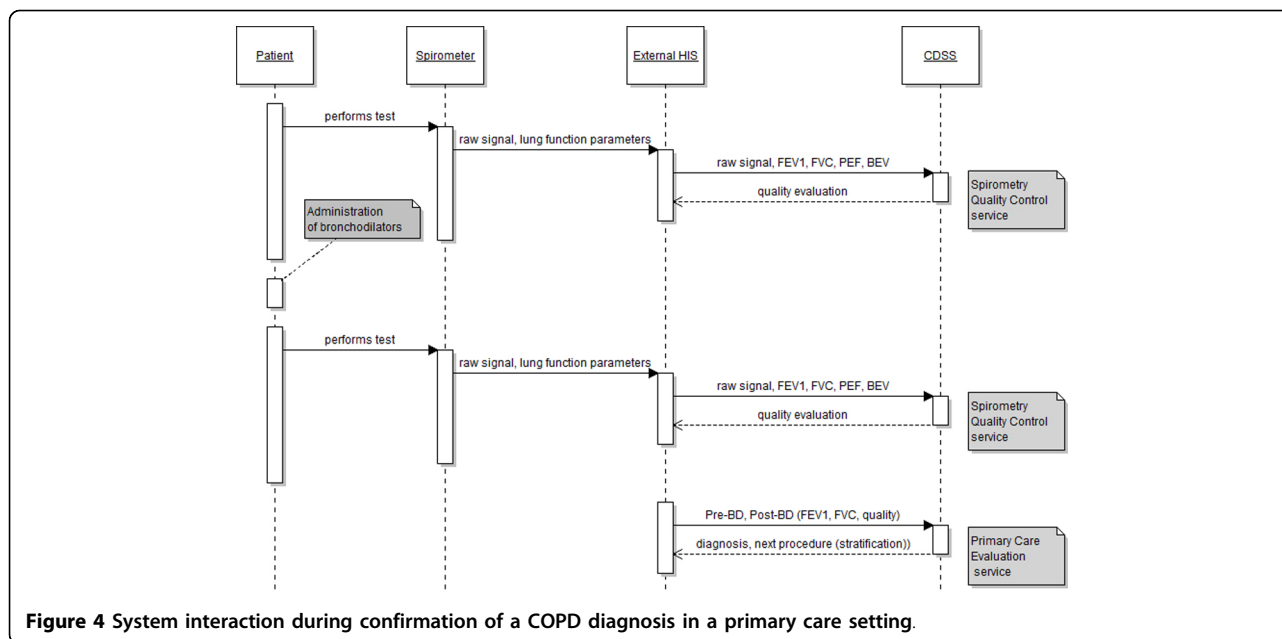 Patient
Spirometer
External HIS
CDSS
performs test
raw signal, lung function parameters
raw signal, FEV1, FVC, PEF, BEV
quality evaluation
Spirometry
Quality Control
service
Administration
of bronchodilators
performs test
raw signal, lung function parameters
raw signal, FEV1, FVC, PEF, BEV
quality evaluation
Spirometry
Quality Control
service
Pre-BD, Post-BD (FEV1, FVC, quality)
diagnosis, next procedure (stratification))
Primary Care
Evaluation
service
Figure 4 System interaction during confirmation of a COPD diagnosis in a primary care setting.